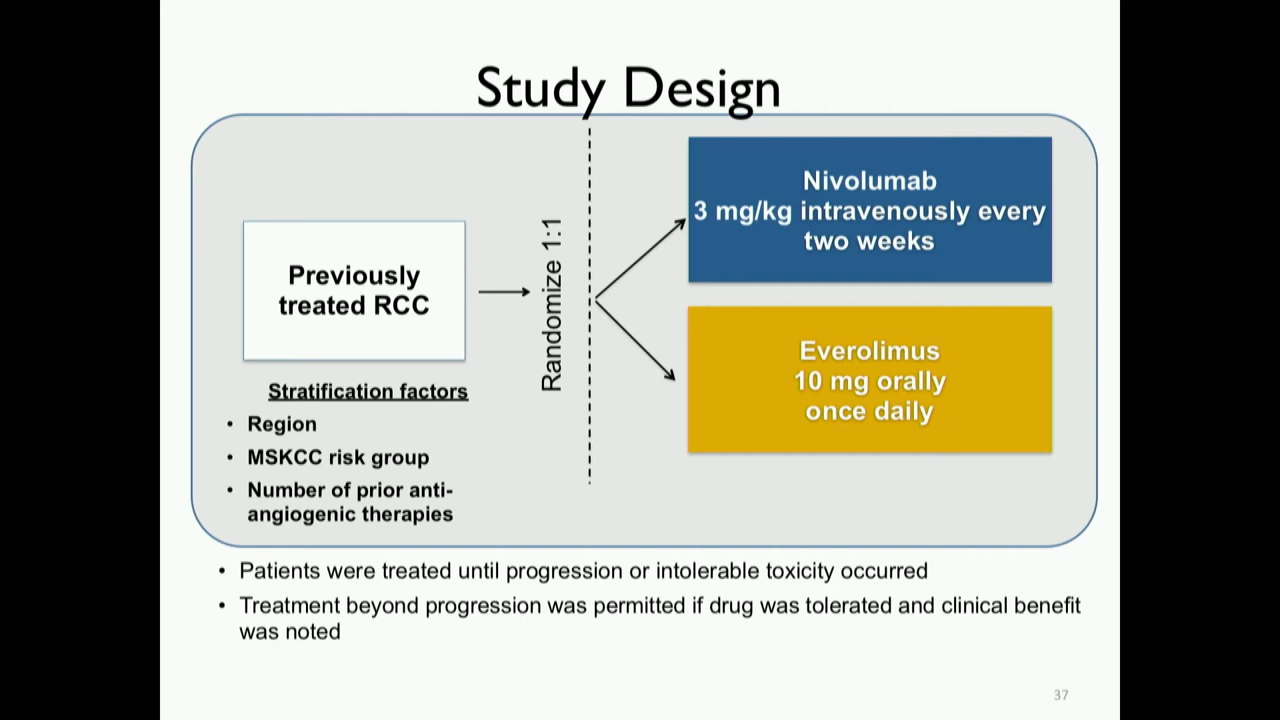 Study Design
Previously
treated RCC
Randomize 1:1
Nivolumab
3 mg/kg intravenously every
two weeks
Everolimus
10 mg orally
once daily
Stratification factors
• Region
• MSKCC risk group
• Number of prior anti-
angiogenic therapies
• Patients were treated until progression or intolerable toxicity occurred
• Treatment beyond progression was permitted if drug was tolerated and clinical benefit
was noted
37